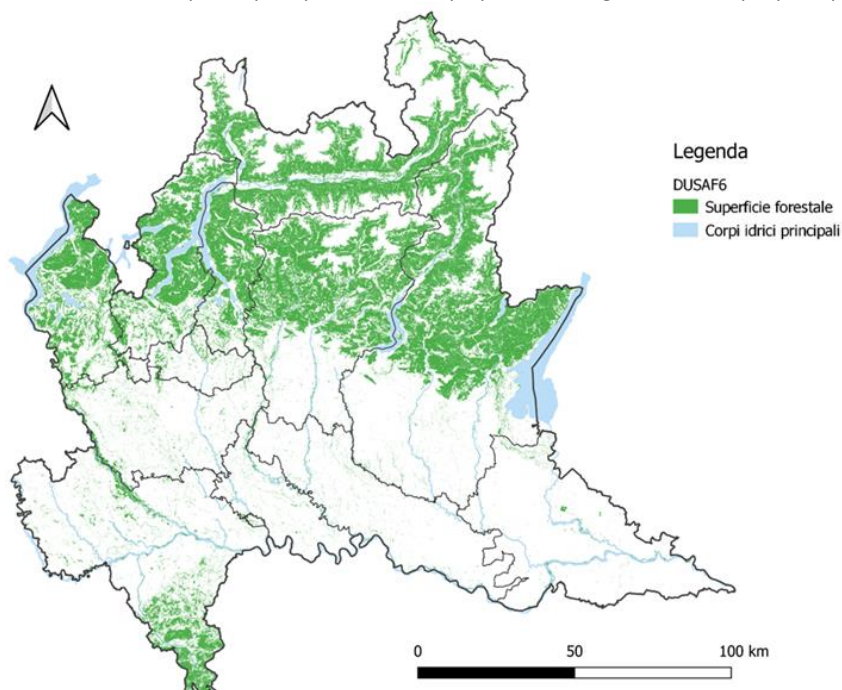 Legenda
DUSAF6
Superficie forestale
Corpi idrici principali
0 50 100 km